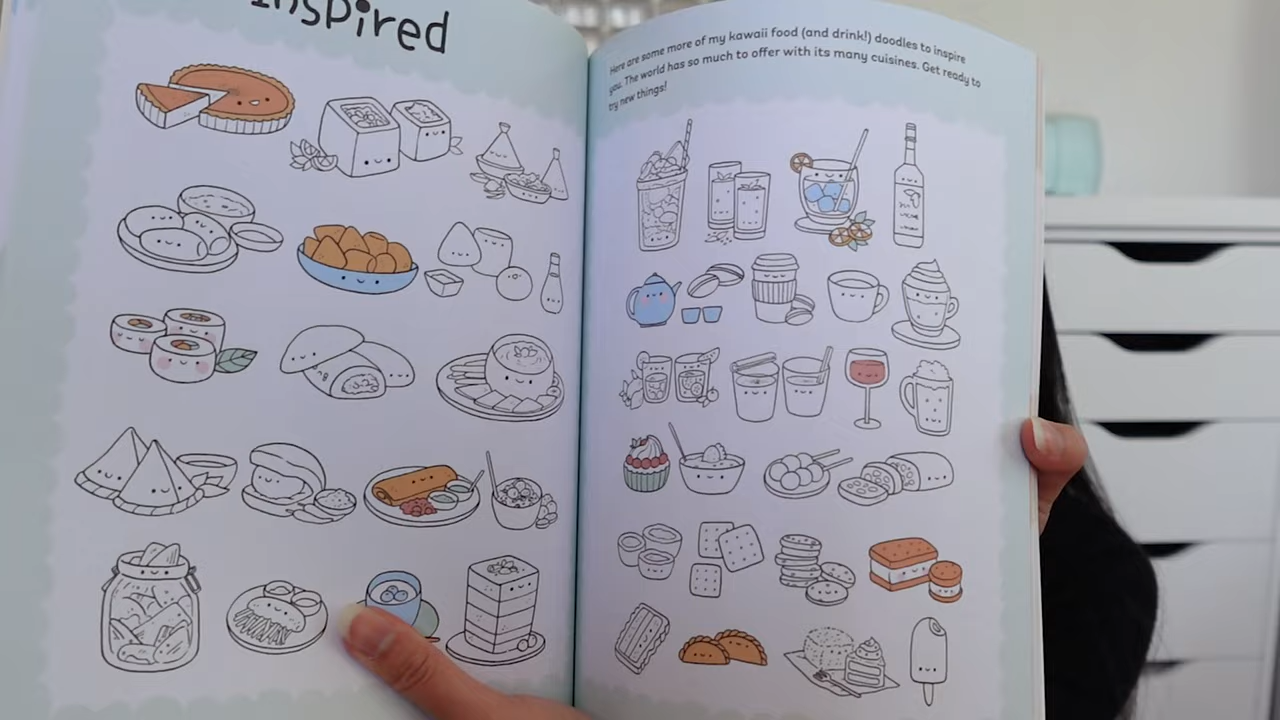 Inspired
Here are some more of my kawaii food (and drink!) doodles to inspire
you. The world has so much to offer with its many cuisines. Get ready to
try new things!